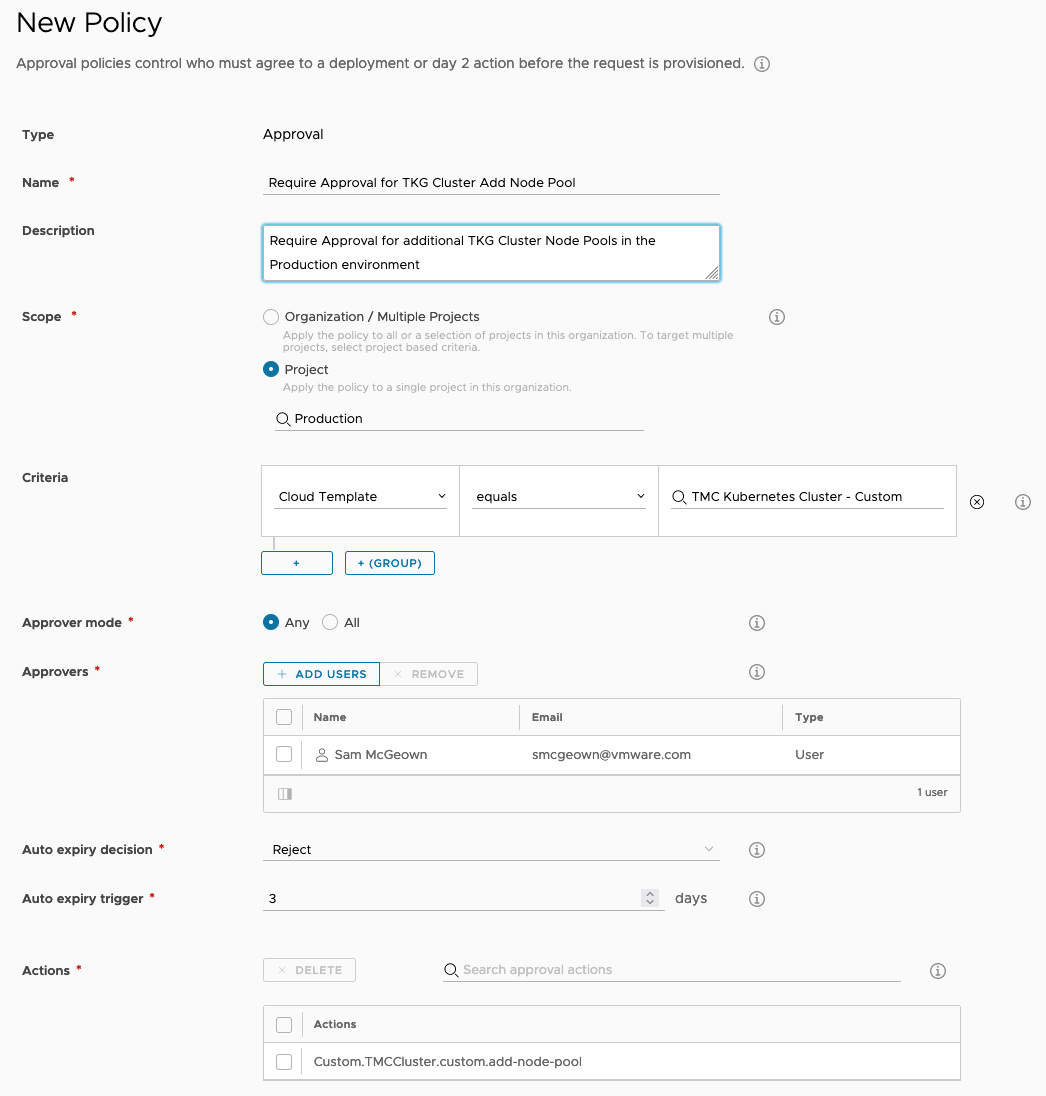 New Policy
Approval policies control who must agree to a deployment or day 2 action before the request is provisioned.
Type
Approval
Name *
Require Approval for TKG Cluster Add Node Pool
Description
Require Approval for additional TKG Cluster Node Pools in the
Production environment
Scope *
Organization / Multiple Projects
Apply the policy to all or a selection of projects in this organization. To target multiple
projects, select project based criteria.
Project
Apply the policy to a single project in this organization.
Production
Criteria
Cloud Template
equals
TMC Kubernetes Cluster - Custom
+
+ (GROUP)
Approver mode *
Any
All
Approvers *
+ ADD USERS
× REMOVE
Name Email Type
Sam McGeown smcgeown@vmware.com User
1 user
Auto expiry decision *
Reject
Auto expiry trigger *
3
days
Actions *
× DELETE
Search approval actions
Actions
Custom.TMCCluster.custom.add-node-pool